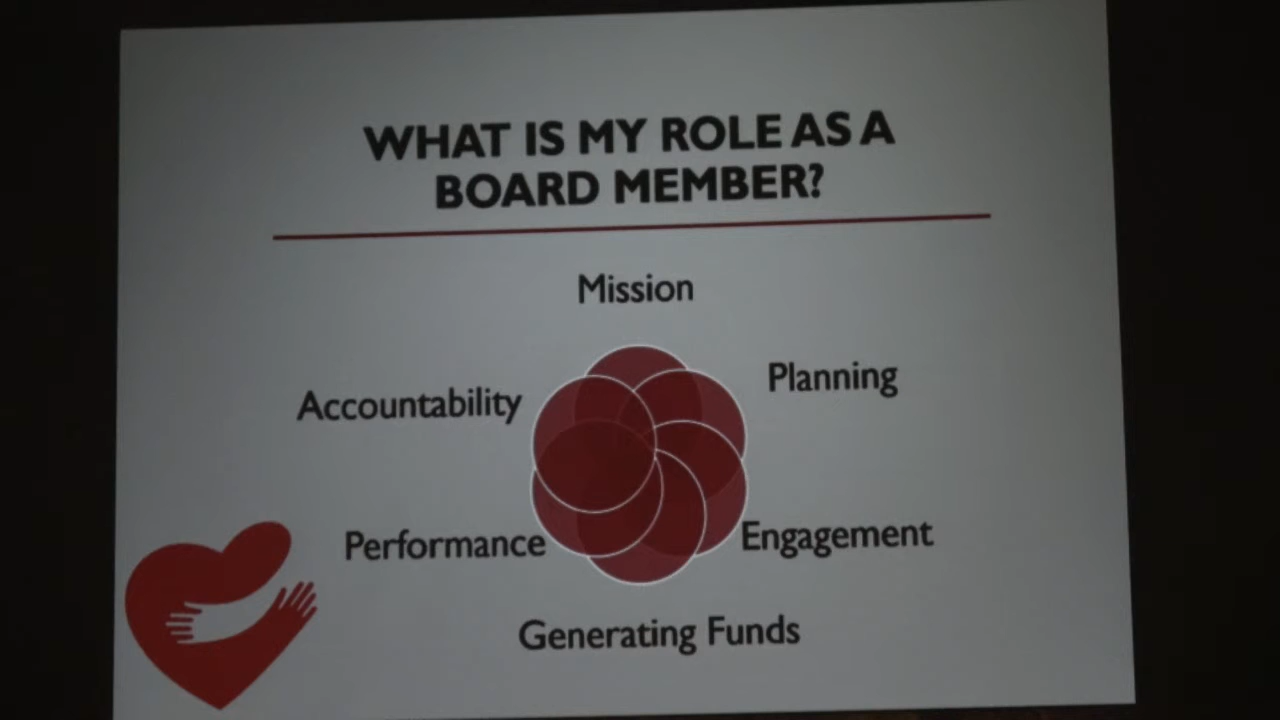 WHAT IS MY ROLE AS A
BOARD MEMBER?
Mission
Planning
Accountability
Engagement
Performance
Generating Funds